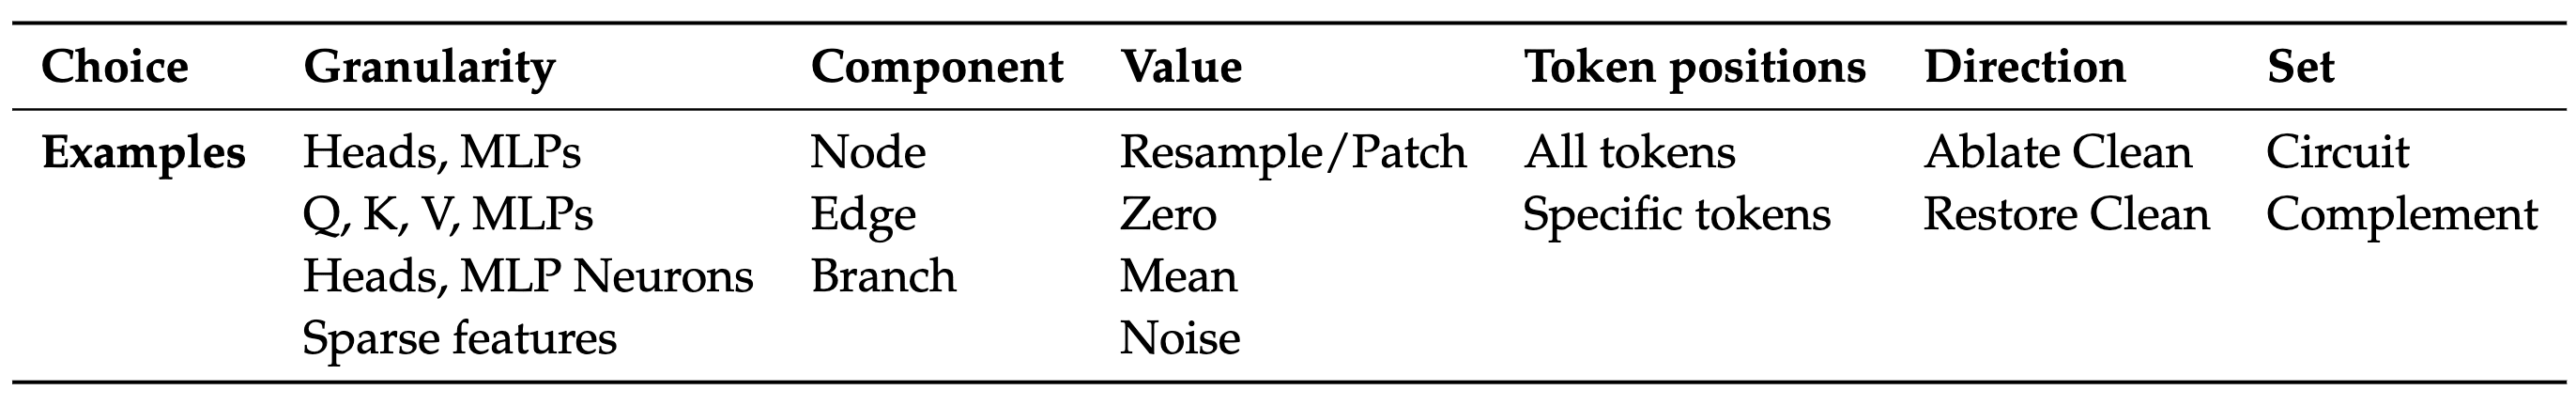 Choice Granularity Component Value Token positions Direction Set
Examples Heads, MLPs Node Resample/Patch All tokens Ablate Clean Circuit
Q, K, V, MLPs Edge Zero Specific tokens Restore Clean Complement
Heads, MLP Neurons Branch Mean
Sparse features Noise